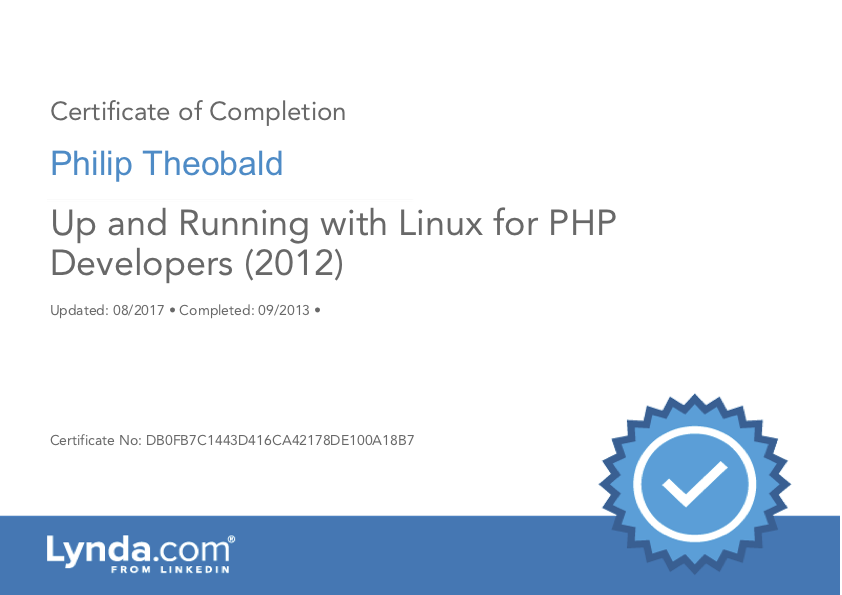 Certificate of Completion
Philip Theobald
Up and Running with Linux for PHP
Developers (2012)
Updated: 08/2017 • Completed: 09/2013 •
Certificate No: DB0FB7C1443D416CA42178DE100A18B7
Lynda.com®
FROM LINKEDIN